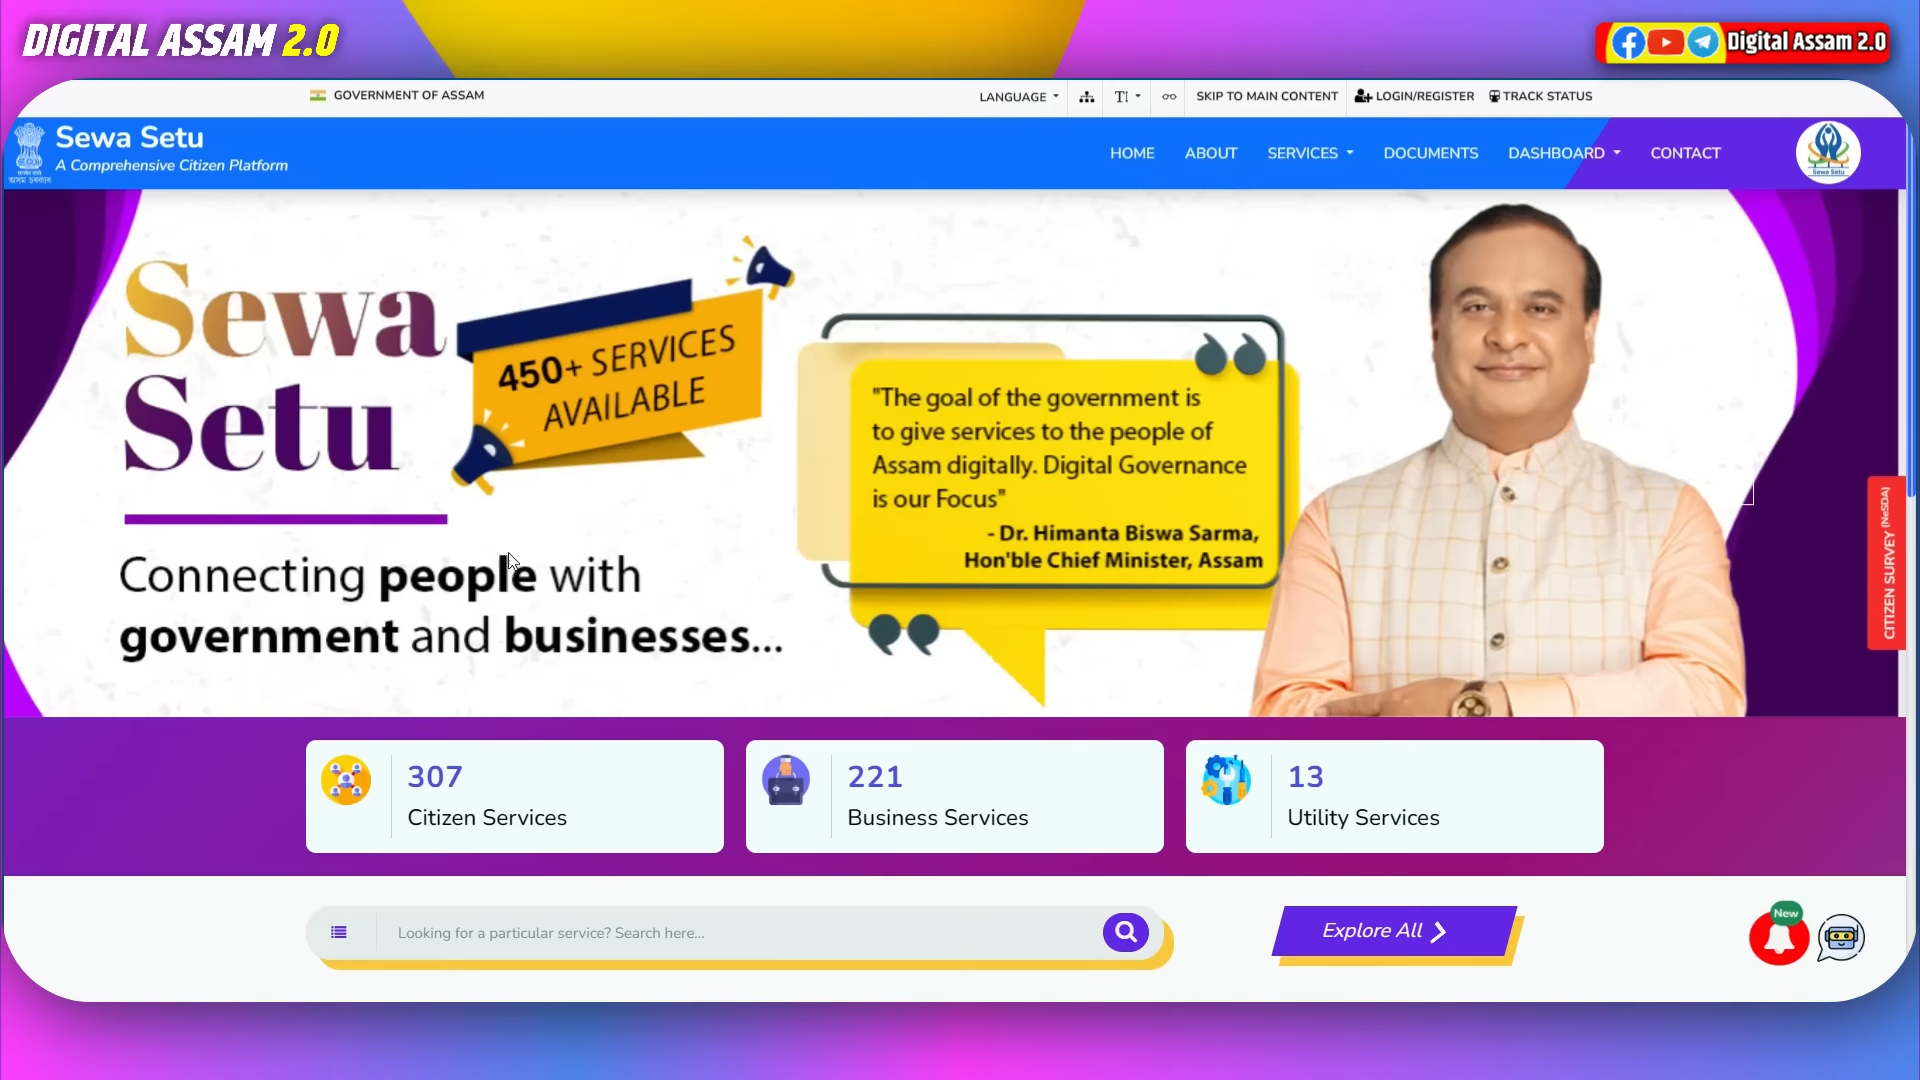 DIGITAL ASSAM 2.0
Digital Assam 2.0
GOVERNMENT OF ASSAM
LANGUAGE
T!
SKIP TO MAIN CONTENT
LOGIN/REGISTER
TRACK STATUS
Sewa Setu
A Comprehensive Citizen Platform
HOME
ABOUT
SERVICES
DOCUMENTS
DASHBOARD
CONTACT
Sewa Setu
Sewa
Setu
450+ SERVICES
AVAILABLE
Connecting people with
government and businesses...
"The goal of the government is
to give services to the people of
Assam digitally. Digital Governance
is our Focus"
- Dr. Himanta Biswa Sarma,
Hon'ble Chief Minister, Assam
CITIZEN SURVEY (NeSDA)
307
Citizen Services
221
Business Services
13
Utility Services
Looking for a particular service? Search here...
Explore All
New